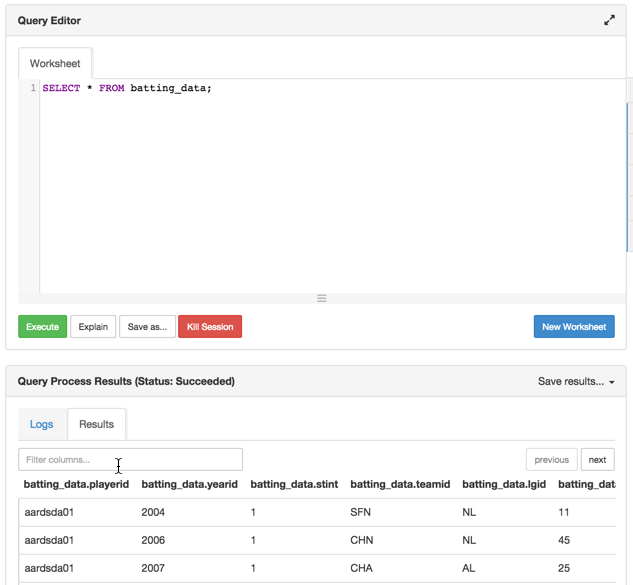 Query Editor
Worksheet
1 SELECT * FROM batting_data;
Execute Explain Save as... Kill Session New Worksheet
Query Process Results (Status: Succeeded) Save results...
Logs Results
Filter columns... previous next
batting_data.playerid batting_data.yearid batting_data.stint batting_data.teamid batting_data.lgid batting_dat
aardsda01 2004 1 SFN NL 11
aardsda01 2006 1 CHN NL 45
aardsda01 2007 1 CHA AL 25